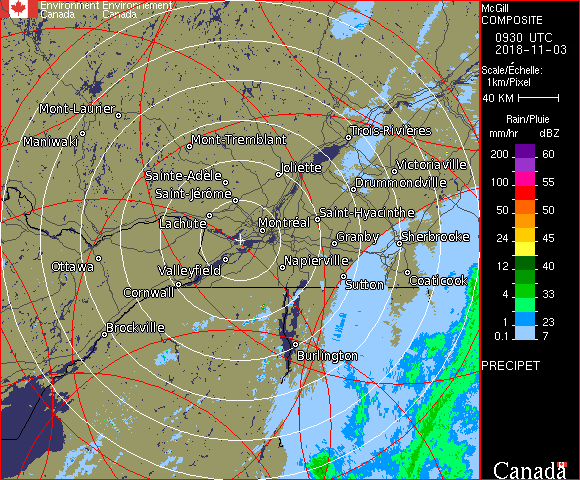 Environment Environnement
Canada Canada
McGill
COMPOSITE
0930 UTC
2018-11-03
Scale/Échelle:
1km/Pixel
40 KM
Rain/Pluie
mm/hr dBZ
200 60
100 55
50 50
24 45
12 40
4 33
1 23
0.1 7
PRECIPET
Canada
Mont-Laurier
Maniwaki
Mont-Tremblant
Trois-Rivières
Sainte-Adèle
Joliette
Victoriaville
Saint-Jérôme
Drummondville
Lachute
Montréal
Saint-Hyacinthe
Granby
Sherbrooke
Ottawa
Valleyfield
Napierville
Cornwall
Sutton
Coaticook
Brockville
Burlington